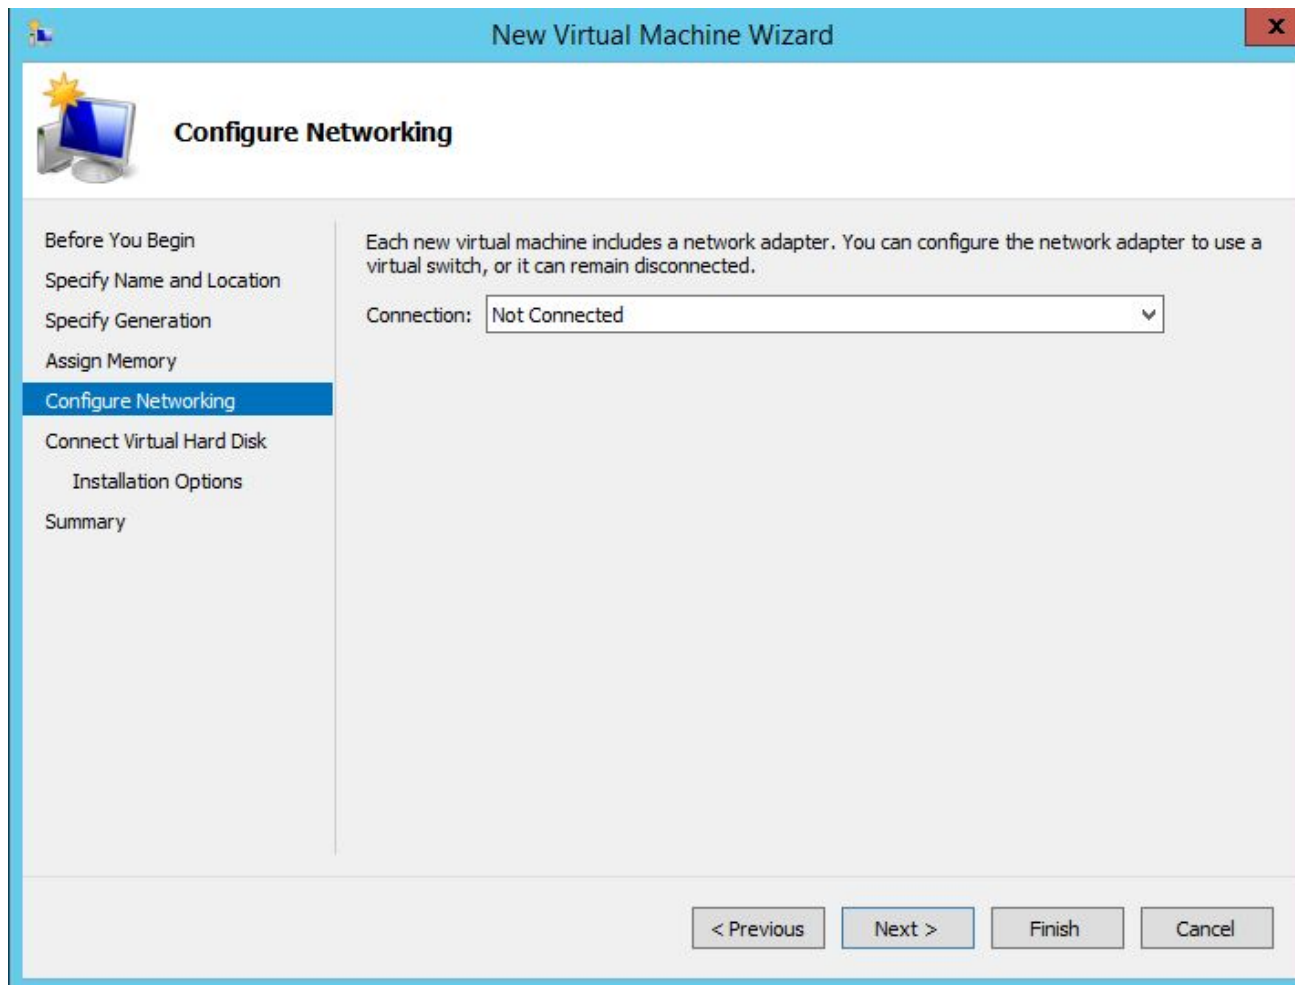 New Virtual Machine Wizard
x
Configure Networking
Before You Begin
Specify Name and Location
Specify Generation
Assign Memory
Configure Networking
Connect Virtual Hard Disk
Installation Options
Summary
Each new virtual machine includes a network adapter. You can configure the network adapter to use a
virtual switch, or it can remain disconnected.
Connection: Not Connected
< Previous Next > Finish Cancel